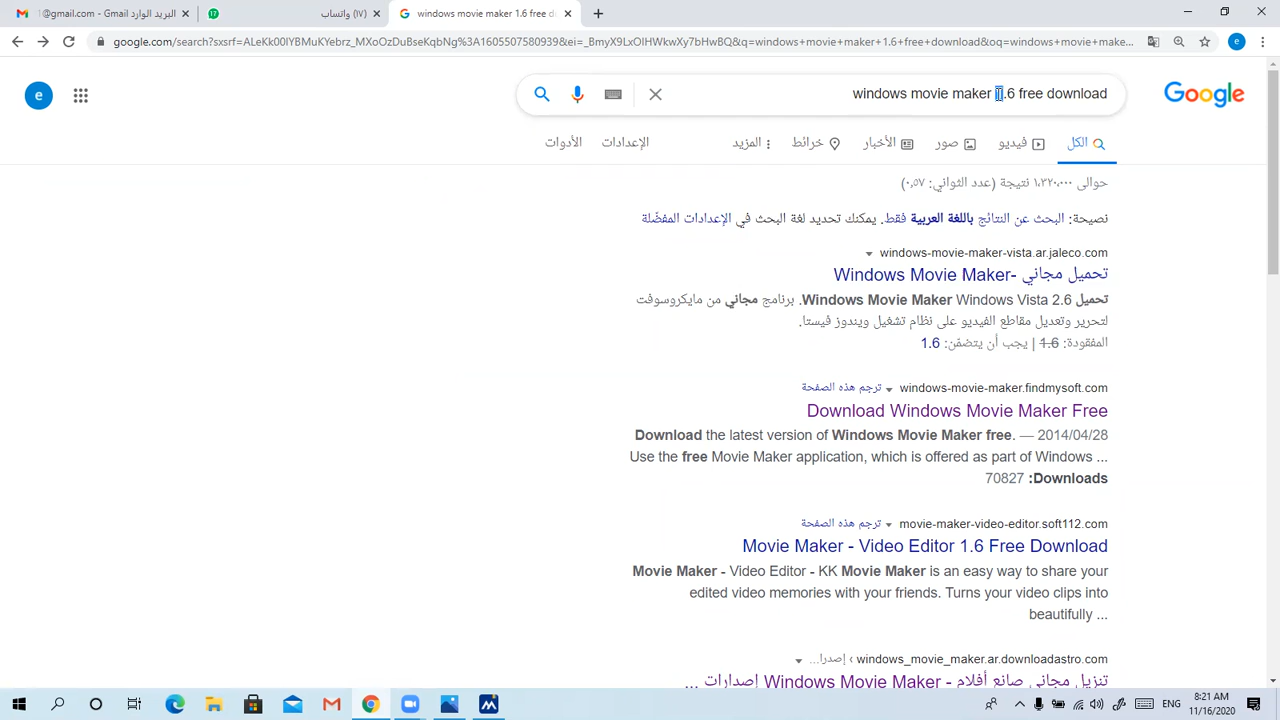 البريد الوارد - 1@gmail.com - Gmail
(١٧) واتساب
windows movie maker 1.6 free d
google.com/search?sxsrf=ALeKk00IYBMuKYebrz_MXoOzDuBseKqbNg%3A1605507580939&ei=_BmyX9LxOIHWkwXy7bHwBQ&q=windows+movie+maker+1.6+free+download&oq=windows+movie+make...
e
windows movie maker 1.6 free download
Google
الكل
فيديو
صور
الأخبار
خرائط
المزيد
الإعدادات
الأدوات
حوالى ١٬٣٢٠٬٠٠٠ نتيجة (عدد الثواني: ٠٫٥٧)
نصيحة: البحث عن النتائج باللغة العربية فقط. يمكنك تحديد لغة البحث في الإعدادات المفضّلة
windows-movie-maker-vista.ar.jaleco.com
تحميل مجاني -Windows Movie Maker
تحميل Windows Movie Maker Windows Vista 2.6. برنامج مجاني من مايكروسوفت
لتحرير وتعديل مقاطع الفيديو على نظام تشغيل ويندوز فيستا.
المفقودة: 1.6 | يجب أن يتضمّن: 1.6
windows-movie-maker.findmysoft.com ترجم هذه الصفحة
Download Windows Movie Maker Free
Download the latest version of Windows Movie Maker free. — 2014/04/28
Use the free Movie Maker application, which is offered as part of Windows ...
70827 :Downloads
movie-maker-video-editor.soft112.com ترجم هذه الصفحة
Movie Maker - Video Editor 1.6 Free Download
Movie Maker - Video Editor - KK Movie Maker is an easy way to share your
edited video memories with your friends. Turns your video clips into
beautifully ...
windows_movie_maker.ar.downloadastro.com › إصدرا...
تنزيل مجاني صانع أفلام - Windows Movie Maker إصدارات ...
ENG
8:21 AM
11/16/2020